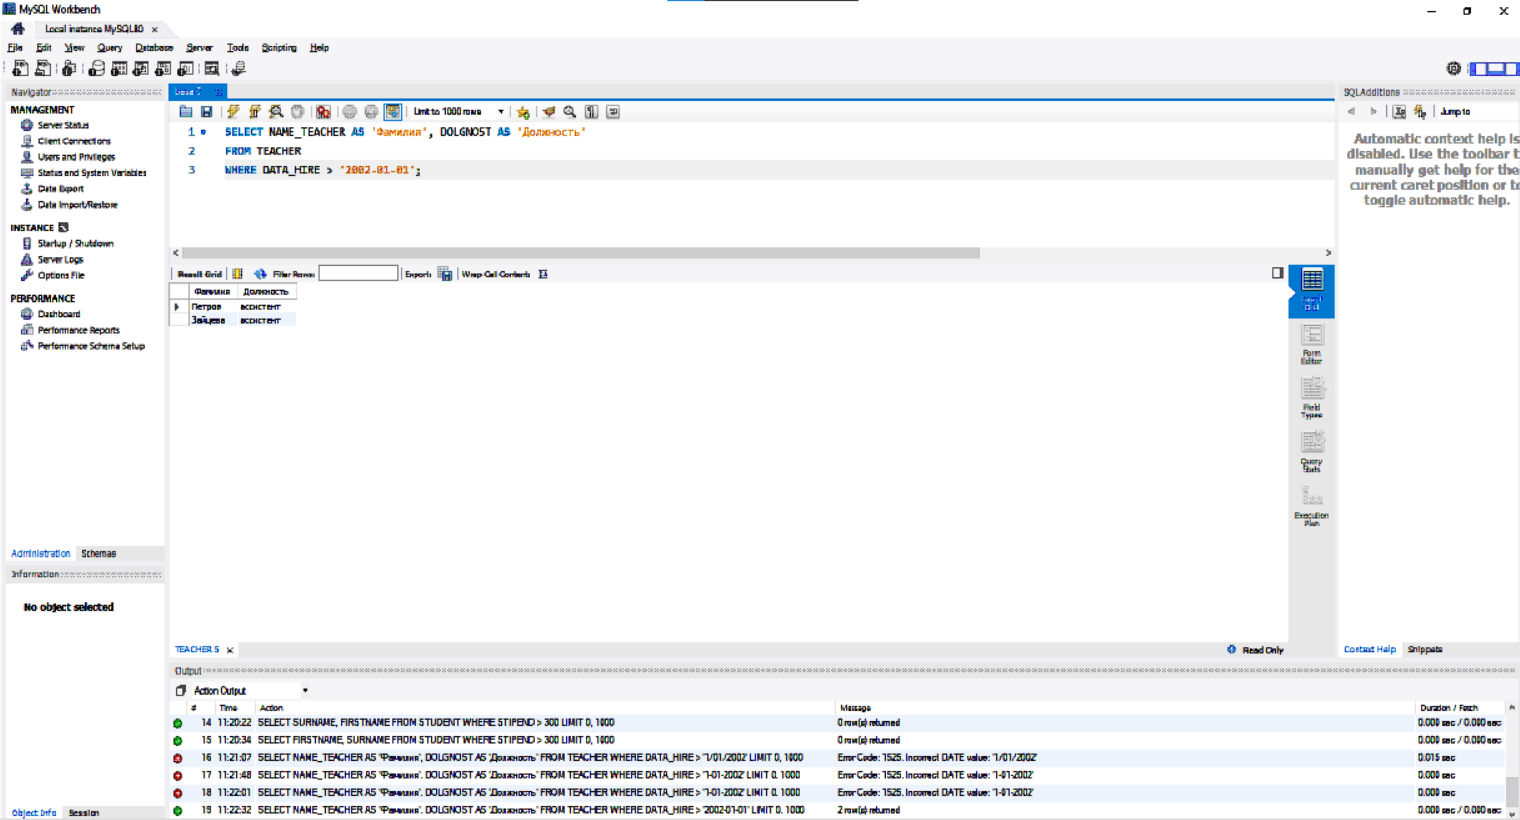 MySQL Workbench
Local instance MySQL80 ×
File Edit View Query Database Server Tools Scripting Help
Navigator
MANAGEMENT
Server Status
Client Connections
Users and Privileges
Status and System Variables
Data Export
Data Import/Restore
INSTANCE
Startup / Shutdown
Server Logs
Options File
PERFORMANCE
Dashboard
Performance Reports
Performance Schema Setup
Administration Schemas
Information
No object selected
Object Info Session
Limit to 1000 rows
1 SELECT NAME_TEACHER AS 'Фамилия', DOLGNOST AS 'Должность'
2 FROM TEACHER
3 WHERE DATA_HIRE > '2002-01-01';
Result Grid Filter Rows: Export: Wrap Cell Content:
Фамилия Должность
Петров ассистент
Зайцева ассистент
Form Editor
Field Types
Query Stats
Execution Plan
TEACHER 5 ×
Read Only
SQLAdditions
Jump to
Automatic context help is
disabled. Use the toolbar t
manually get help for the
current caret position or to
toggle automatic help.
Context Help Snippets
Output
Action Output
# Time Action Message Duration / Fetch
14 11:20:22 SELECT SURNAME, FIRSTNAME FROM STUDENT WHERE STIPEND > 300 LIMIT 0, 1000 0 row(s) returned 0.000 sec / 0.000 sec
15 11:20:34 SELECT FIRSTNAME, SURNAME FROM STUDENT WHERE STIPEND > 300 LIMIT 0, 1000 0 row(s) returned 0.000 sec / 0.000 sec
16 11:21:07 SELECT NAME_TEACHER AS 'Фамилия', DOLGNOST AS 'Должность' FROM TEACHER WHERE DATA_HIRE > '1/01/2002' LIMIT 0, 1000 Error Code: 1525. Incorrect DATE value: '1/01/2002' 0.015 sec
17 11:21:48 SELECT NAME_TEACHER AS 'Фамилия', DOLGNOST AS 'Должность' FROM TEACHER WHERE DATA_HIRE > '1-01-2002' LIMIT 0, 1000 Error Code: 1525. Incorrect DATE value: '1-01-2002' 0.000 sec
18 11:22:01 SELECT NAME_TEACHER AS 'Фамилия', DOLGNOST AS 'Должность' FROM TEACHER WHERE DATA_HIRE > '1-01-2002' LIMIT 0, 1000 Error Code: 1525. Incorrect DATE value: '1-01-2002' 0.000 sec
19 11:22:32 SELECT NAME_TEACHER AS 'Фамилия', DOLGNOST AS 'Должность' FROM TEACHER WHERE DATA_HIRE > '2002-01-01' LIMIT 0, 1000 2 row(s) returned 0.000 sec / 0.000 sec